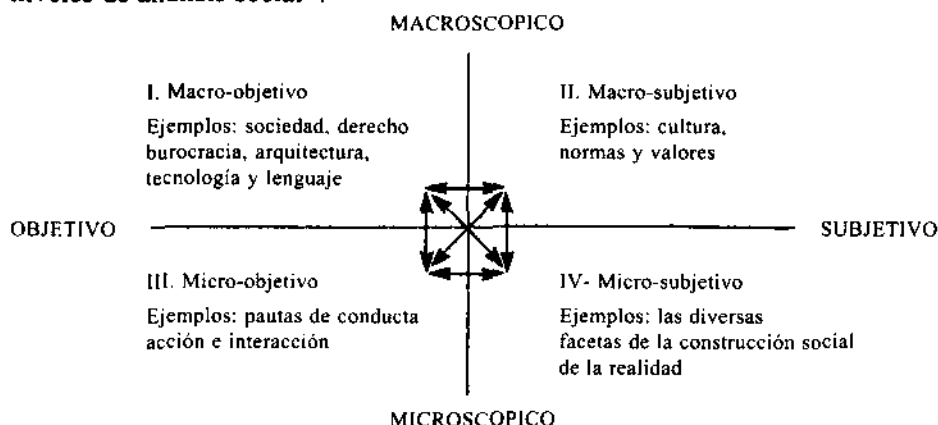 MACROSCOPICO
I. Macro-objetivo
Ejemplos: sociedad, derecho
burocracia, arquitectura,
tecnología y lenguaje
II. Macro-subjetivo
Ejemplos: cultura,
normas y valores
OBJETIVO
SUBJETIVO
III. Micro-objetivo
Ejemplos: pautas de conducta
acción e interacción
IV- Micro-subjetivo
Ejemplos: las diversas
facetas de la construcción social
de la realidad
MICROSCOPICO